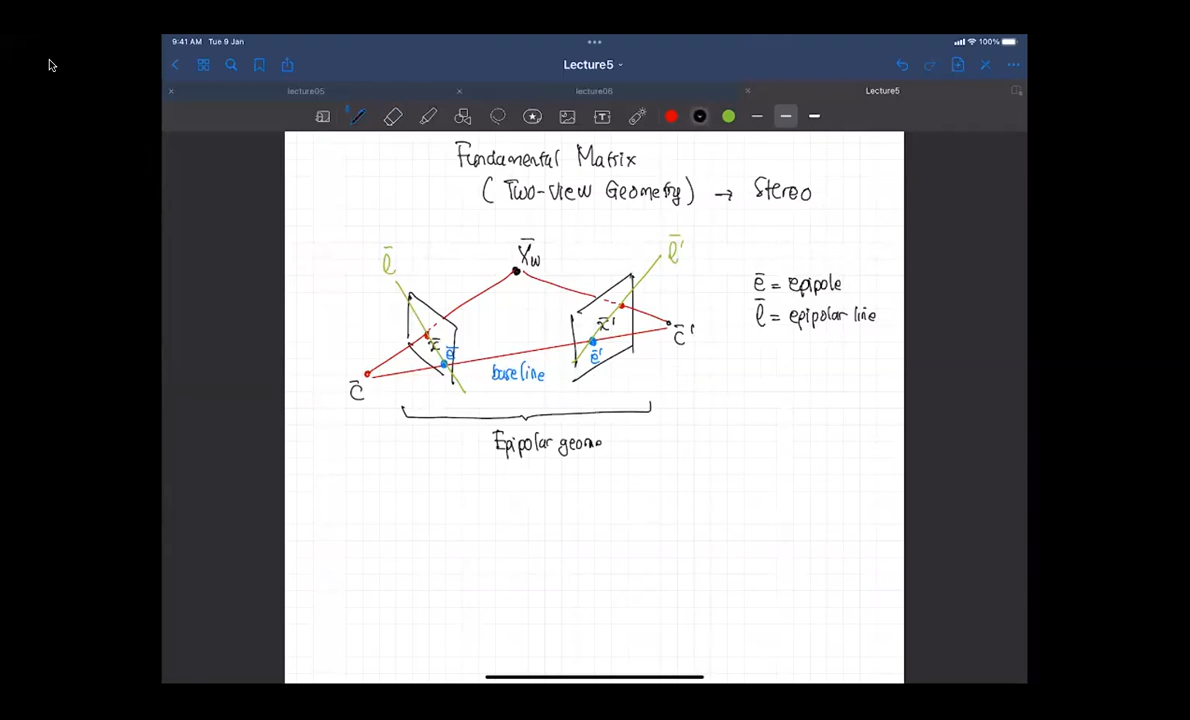 9:41 AM Tue 9 Jan
100%
Lecture5
lecture05
lecture06
Lecture5
Fundamental Matrix
(Two-view Geometry) → Stereo
l̄
X̄w
l̄'
ē = epipole
l̄ = epipolar line
x̄
x̄'
ē
ē'
c̄'
baseline
c̄
Epipolar geom